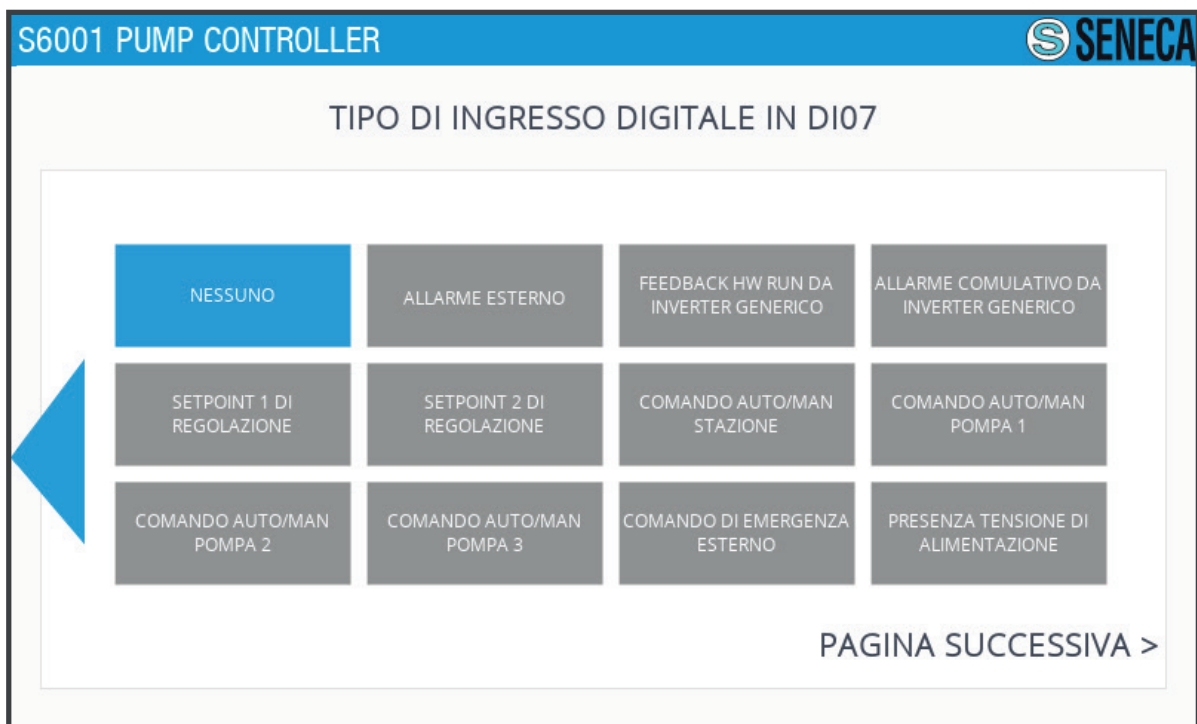 S6001 PUMP CONTROLLER
S SENECA
TIPO DI INGRESSO DIGITALE IN DI07
NESSUNO
ALLARME ESTERNO
FEEDBACK HW RUN DA
INVERTER GENERICO
ALLARME COMULATIVO DA
INVERTER GENERICO
SETPOINT 1 DI
REGOLAZIONE
SETPOINT 2 DI
REGOLAZIONE
COMANDO AUTO/MAN
STAZIONE
COMANDO AUTO/MAN
POMPA 1
COMANDO AUTO/MAN
POMPA 2
COMANDO AUTO/MAN
POMPA 3
COMANDO DI EMERGENZA
ESTERNO
PRESENZA TENSIONE DI
ALIMENTAZIONE
PAGINA SUCCESSIVA >